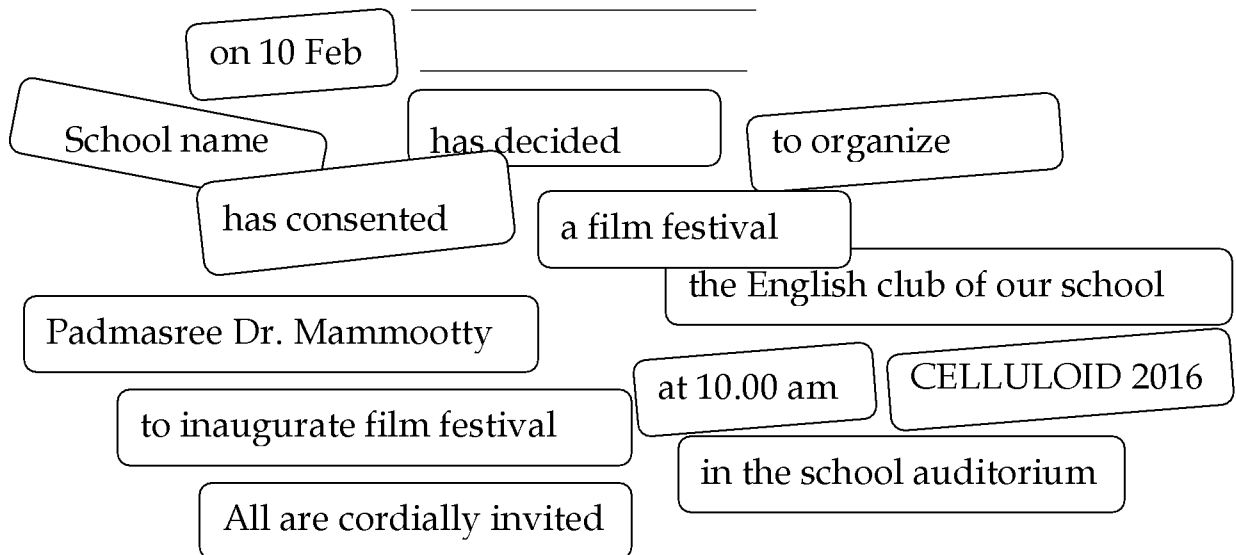 on 10 Feb
School name
has decided
to organize
has consented
a film festival
the English club of our school
Padmasree Dr. Mammootty
at 10.00 am
CELLULOID 2016
to inaugurate film festival
in the school auditorium
All are cordially invited